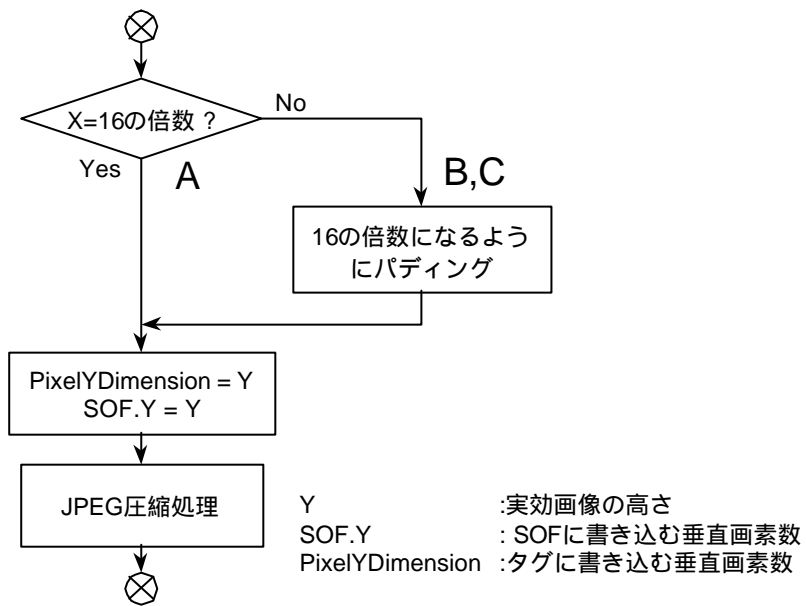 X=16の倍数 ?
No
Yes
A
B,C
16の倍数になるよう
にパディング
PixelYDimension = Y
SOF.Y = Y
JPEG圧縮処理
Y :実効画像の高さ
SOF.Y : SOFに書き込む垂直画素数
PixelYDimension :タグに書き込む垂直画素数